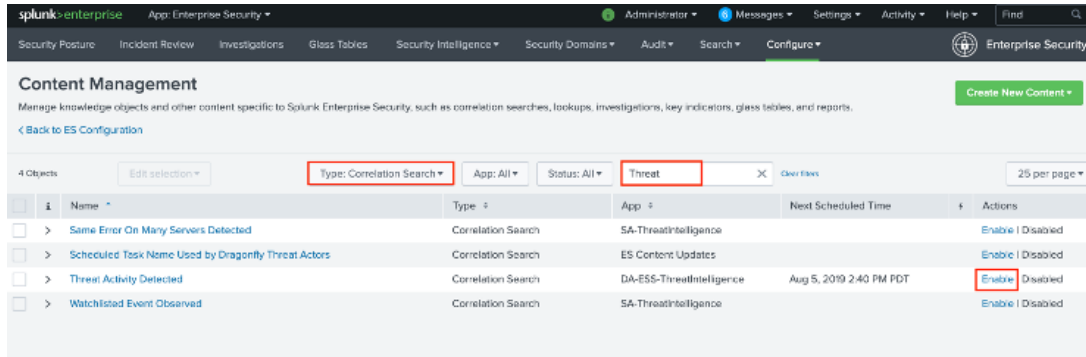 splunk>enterprise App: Enterprise Security ▾ Administrator ▾ 6 Messages ▾ Settings ▾ Activity ▾ Help ▾ Find
Security Posture Incident Review Investigations Glass Tables Security Intelligence ▾ Security Domains ▾ Audit ▾ Search ▾ Configure ▾ Enterprise Security
Content Management
Manage knowledge objects and other content specific to Splunk Enterprise Security, such as correlation searches, lookups, investigations, key indicators, glass tables, and reports.
Create New Content ▾
< Back to ES Configuration
4 Objects Edit selection ▾ Type: Correlation Search ▾ App: All ▾ Status: All ▾ Threat × Clear filters 25 per page ▾
i Name Type App Next Scheduled Time Actions
> Same Error On Many Servers Detected Correlation Search SA-ThreatIntelligence Enable | Disabled
> Scheduled Task Name Used by Dragonfly Threat Actors Correlation Search ES Content Updates Enable | Disabled
> Threat Activity Detected Correlation Search DA-ESS-ThreatIntelligence Aug 5, 2019 2:40 PM PDT Enable | Disabled
> Watchlisted Event Observed Correlation Search SA-ThreatIntelligence Enable | Disabled